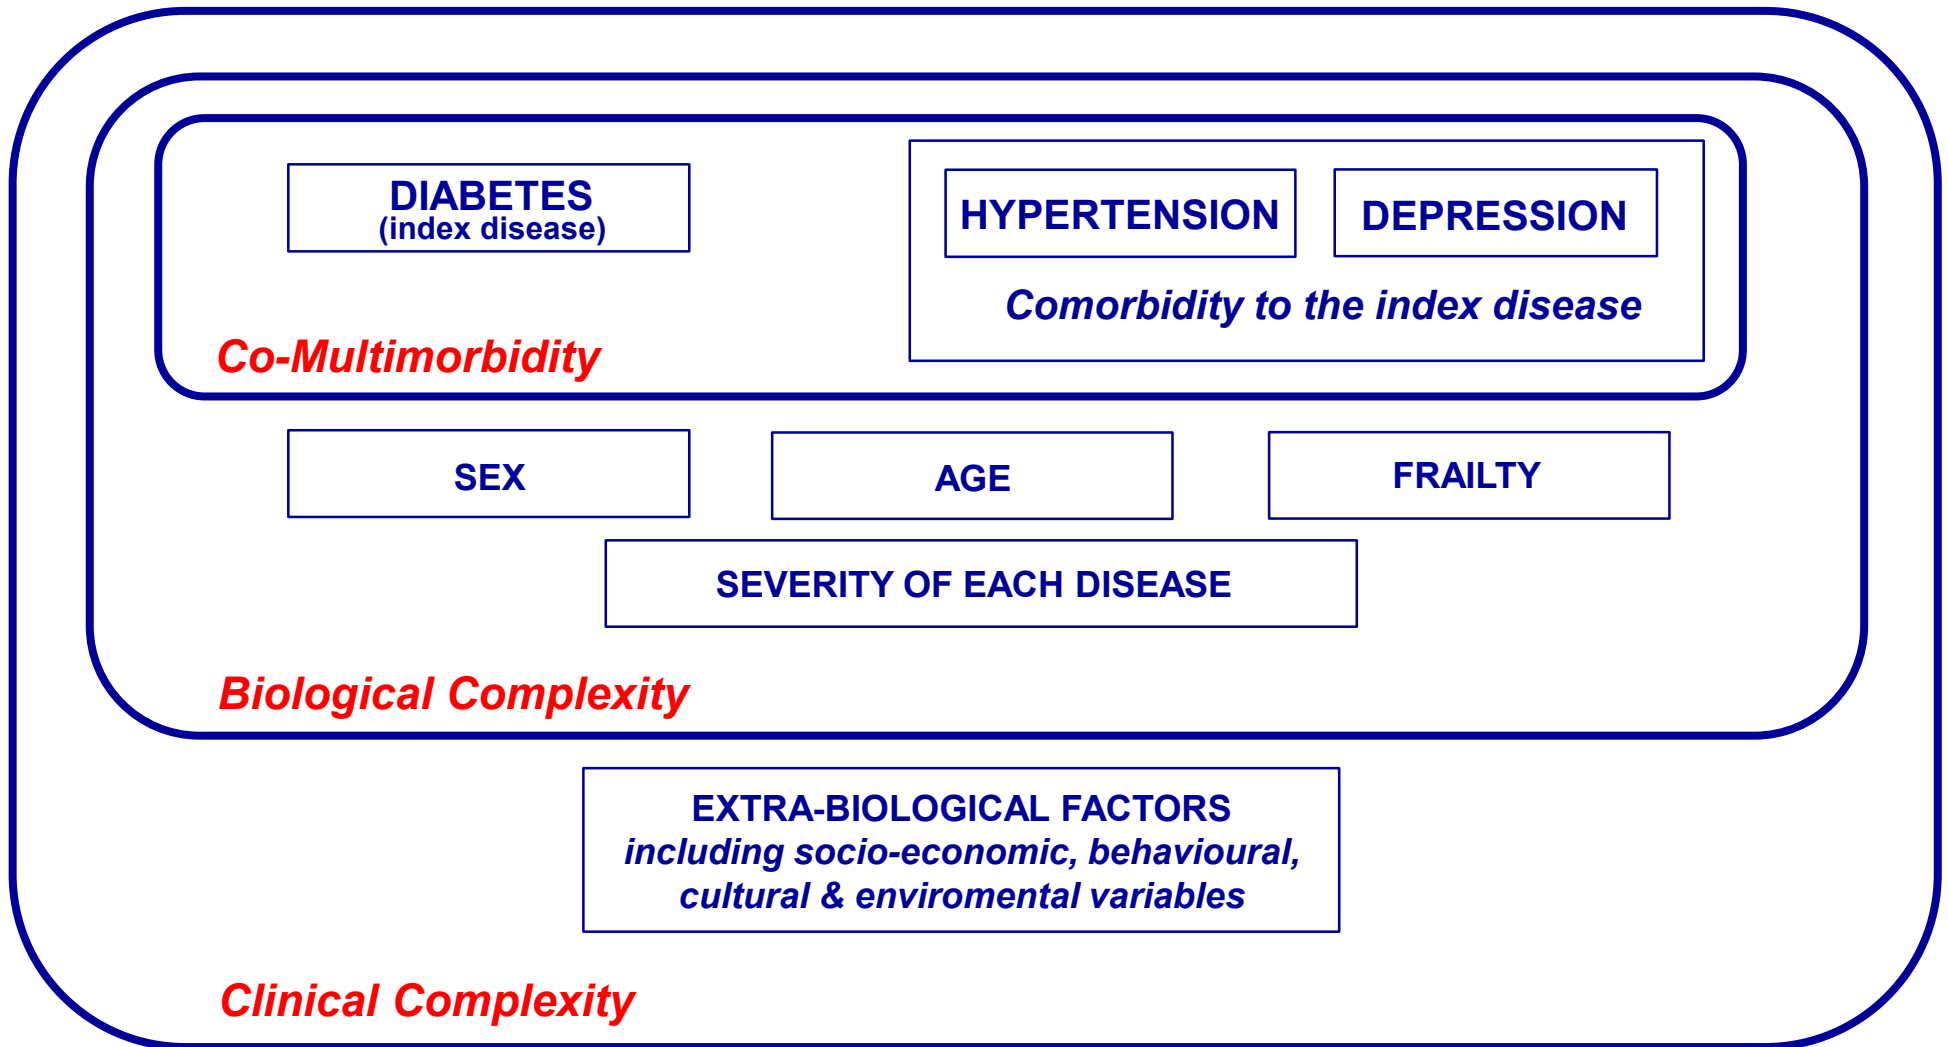 DIABETES
(index disease)
HYPERTENSION
DEPRESSION
Comorbidity to the index disease
Co-Multimorbidity
SEX
AGE
FRAILTY
SEVERITY OF EACH DISEASE
Biological Complexity
EXTRA-BIOLOGICAL FACTORS
including socio-economic, behavioural,
cultural & enviromental variables
Clinical Complexity